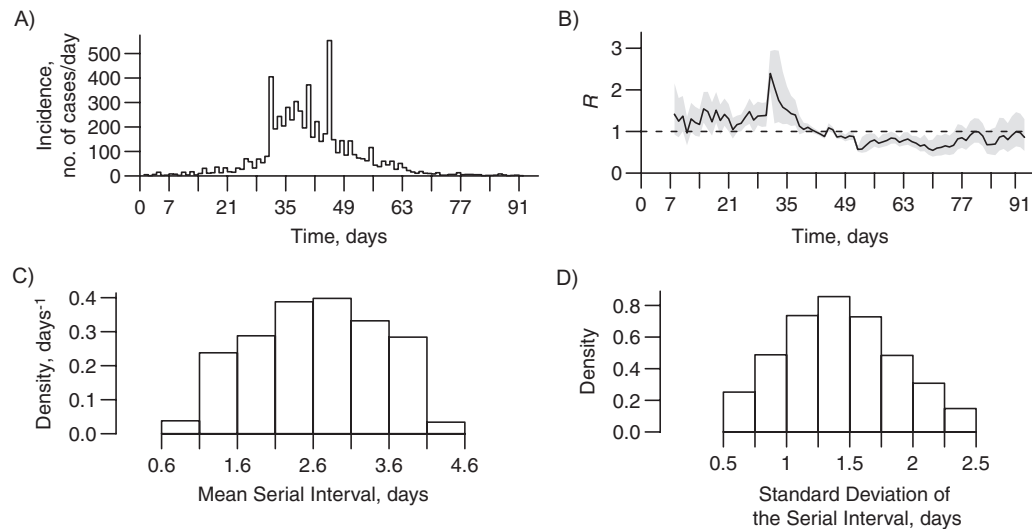 A)
Incidence,
no. of cases/day
500
400
300
200
100
0
0 7 21 35 49 63 77 91
Time, days
B)
R
3
2
1
0
0 7 21 35 49 63 77 91
Time, days
C)
Density, days-1
0.4
0.3
0.2
0.1
0.0
0.6 1.6 2.6 3.6 4.6
Mean Serial Interval, days
D)
Density
0.8
0.6
0.4
0.2
0.0
0.5 1 1.5 2 2.5
Standard Deviation of
the Serial Interval, days